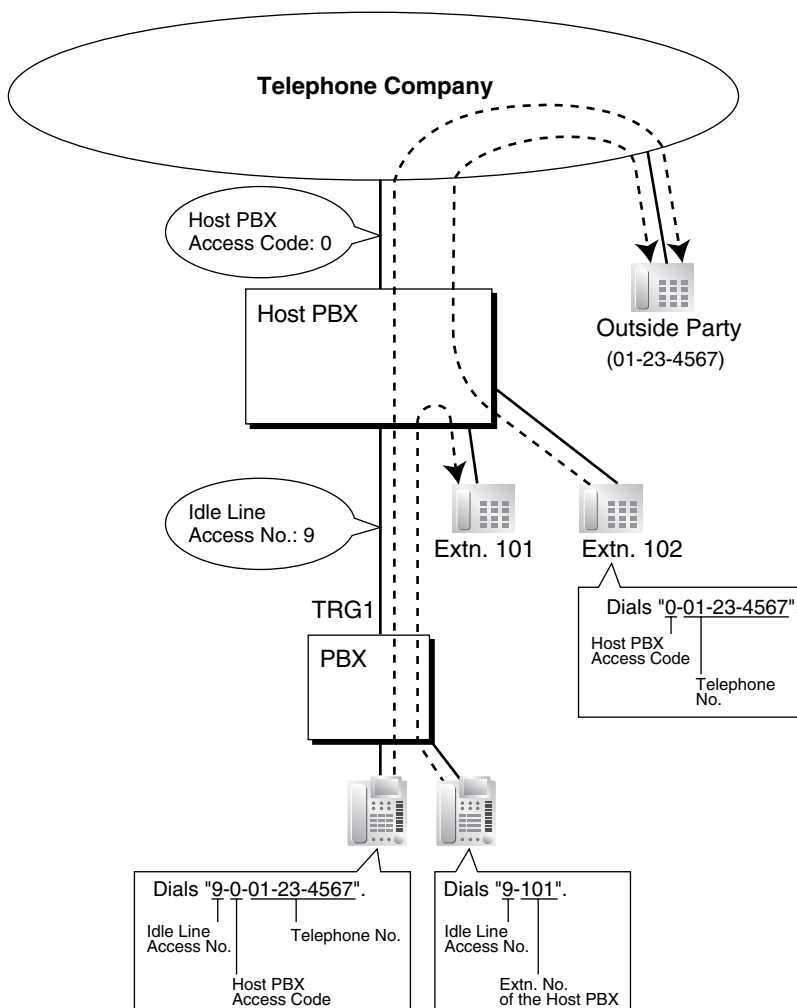 Telephone Company
Host PBX
Access Code: 0
Host PBX
Outside Party
(01-23-4567)
Idle Line
Access No.: 9
Extn. 101
Extn. 102
Dials "0-01-23-4567".
Host PBX
Access Code
Telephone
No.
TRG1
PBX
Dials "9-0-01-23-4567".
Idle Line
Access No.
Telephone No.
Host PBX
Access Code
Dials "9-101".
Idle Line
Access No.
Extn. No.
of the Host PBX